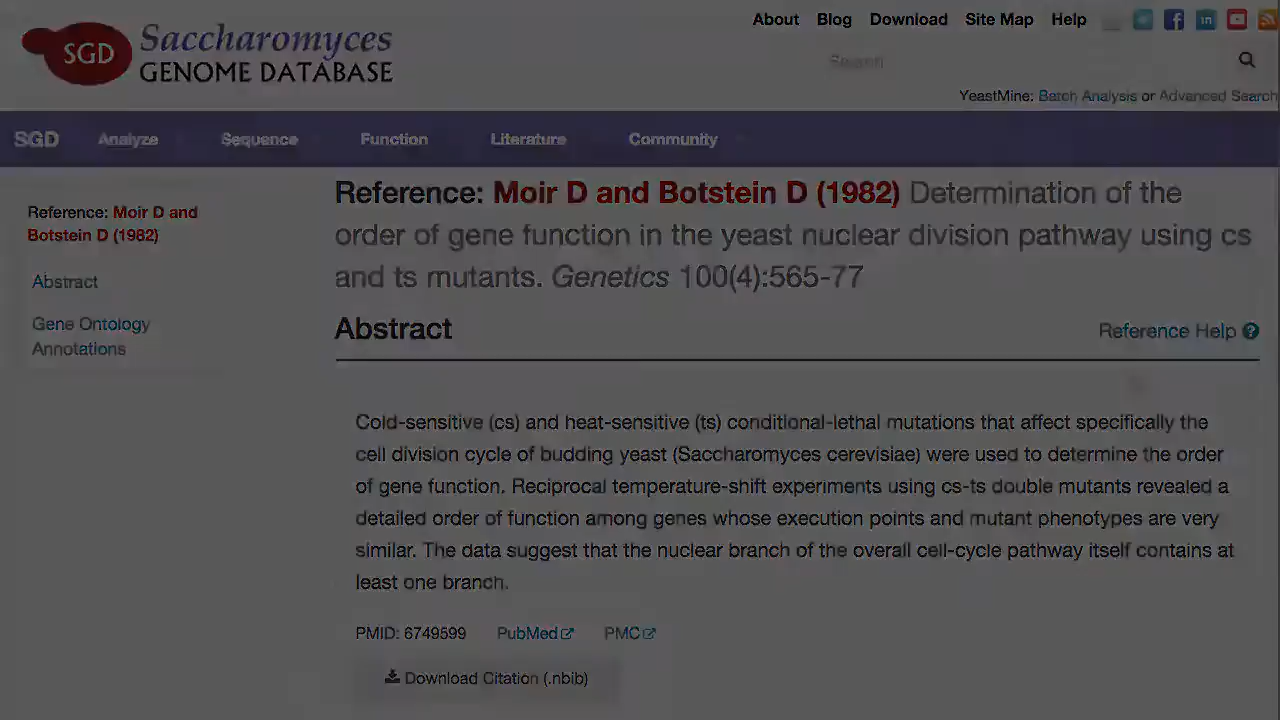 About Blog Download Site Map Help
SGD Saccharomyces
GENOME DATABASE
Search
YeastMine: Batch Analysis or Advanced Search
SGD Analyze Sequence Function Literature Community
Reference: Moir D and
Botstein D (1982)
Abstract
Gene Ontology
Annotations
Reference: Moir D and Botstein D (1982) Determination of the
order of gene function in the yeast nuclear division pathway using cs
and ts mutants. Genetics 100(4):565-77
Abstract
Reference Help
Cold-sensitive (cs) and heat-sensitive (ts) conditional-lethal mutations that affect specifically the
cell division cycle of budding yeast (Saccharomyces cerevisiae) were used to determine the order
of gene function. Reciprocal temperature-shift experiments using cs-ts double mutants revealed a
detailed order of function among genes whose execution points and mutant phenotypes are very
similar. The data suggest that the nuclear branch of the overall cell-cycle pathway itself contains at
least one branch.
PMID: 6749599 PubMed PMC
Download Citation (.nbib)